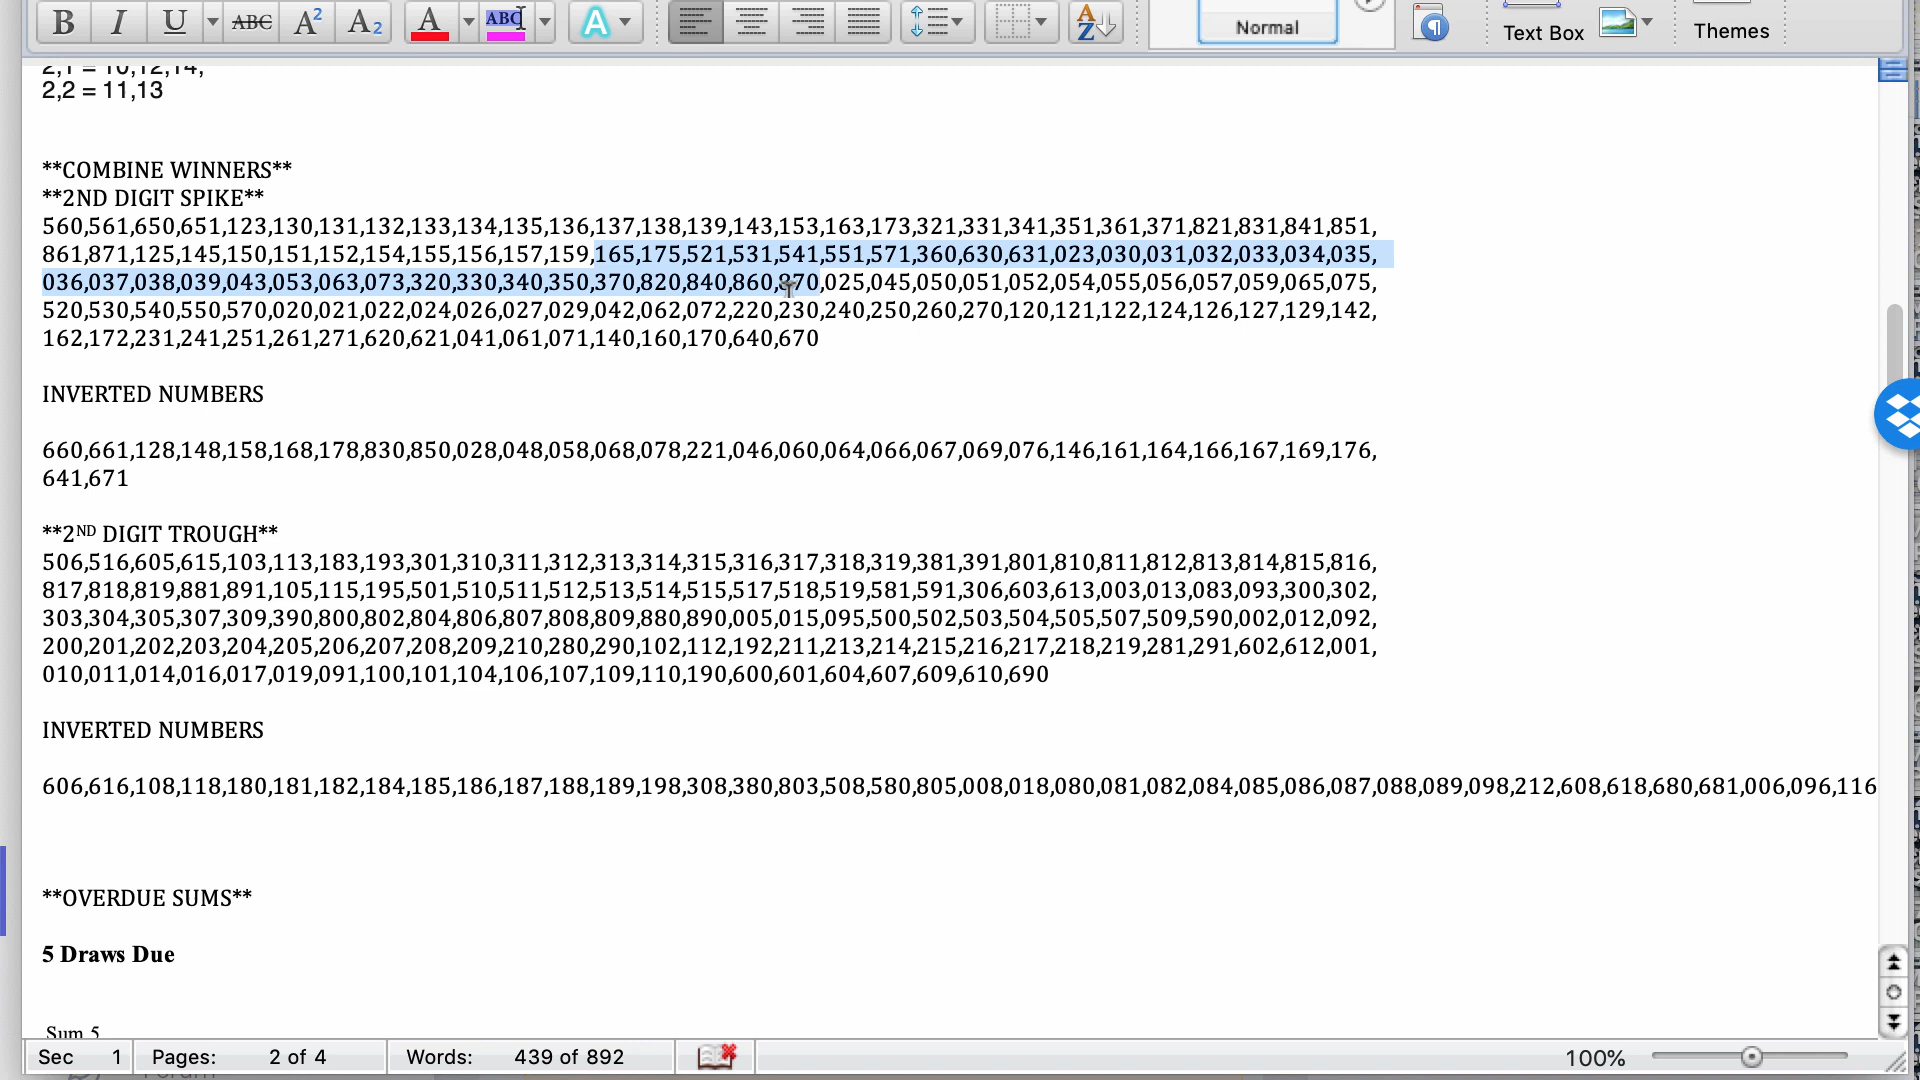 B I U ABC A2 A2 A ABC A
Normal
Text Box
Themes
2,1 = 10,12,14,
2,2 = 11,13
**COMBINE WINNERS**
**2ND DIGIT SPIKE**
560,561,650,651,123,130,131,132,133,134,135,136,137,138,139,143,153,163,173,321,331,341,351,361,371,821,831,841,851,
861,871,125,145,150,151,152,154,155,156,157,159,165,175,521,531,541,551,571,360,630,631,023,030,031,032,033,034,035,
036,037,038,039,043,053,063,073,320,330,340,350,370,820,840,860,870,025,045,050,051,052,054,055,056,057,059,065,075,
520,530,540,550,570,020,021,022,024,026,027,029,042,062,072,220,230,240,250,260,270,120,121,122,124,126,127,129,142,
162,172,231,241,251,261,271,620,621,041,061,071,140,160,170,640,670
INVERTED NUMBERS
660,661,128,148,158,168,178,830,850,028,048,058,068,078,221,046,060,064,066,067,069,076,146,161,164,166,167,169,176,
641,671
**2ND DIGIT TROUGH**
506,516,605,615,103,113,183,193,301,310,311,312,313,314,315,316,317,318,319,381,391,801,810,811,812,813,814,815,816,
817,818,819,881,891,105,115,195,501,510,511,512,513,514,515,517,518,519,581,591,306,603,613,003,013,083,093,300,302,
303,304,305,307,309,390,800,802,804,806,807,808,809,880,890,005,015,095,500,502,503,504,505,507,509,590,002,012,092,
200,201,202,203,204,205,206,207,208,209,210,280,290,102,112,192,211,213,214,215,216,217,218,219,281,291,602,612,001,
010,011,014,016,017,019,091,100,101,104,106,107,109,110,190,600,601,604,607,609,610,690
INVERTED NUMBERS
606,616,108,118,180,181,182,184,185,186,187,188,189,198,308,380,803,508,580,805,008,018,080,081,082,084,085,086,087,088,089,098,212,608,618,680,681,006,096,116
**OVERDUE SUMS**
5 Draws Due
Sum 5
Sec 1 Pages: 2 of 4 Words: 439 of 892 100%